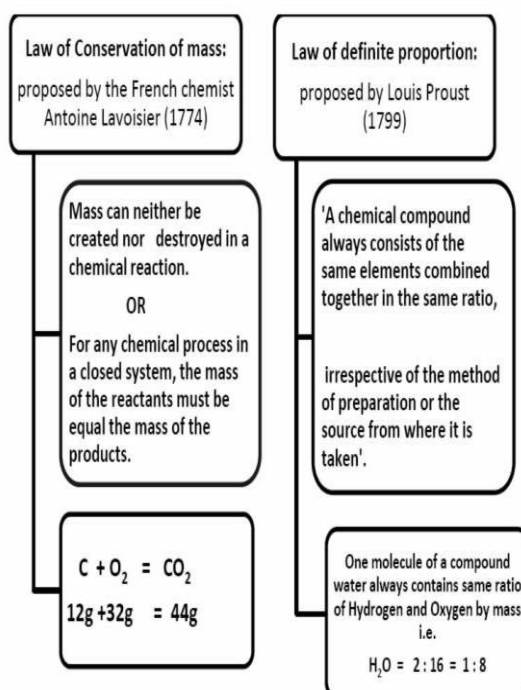 Law of Conservation of mass:
proposed by the French chemist
Antoine Lavoisier (1774)
Mass can neither be
created nor destroyed in a
chemical reaction.
OR
For any chemical process in
a closed system, the mass
of the reactants must be
equal the mass of the
products.
C + O₂ = CO₂
12g +32g = 44g
Law of definite proportion:
proposed by Louis Proust
(1799)
'A chemical compound
always consists of the
same elements combined
together in the same ratio,
irrespective of the method
of preparation or the
source from where it is
taken'.
One molecule of a compound
water always contains same ratio
of Hydrogen and Oxygen by mass
i.e.
H₂O = 2 : 16 = 1 : 8